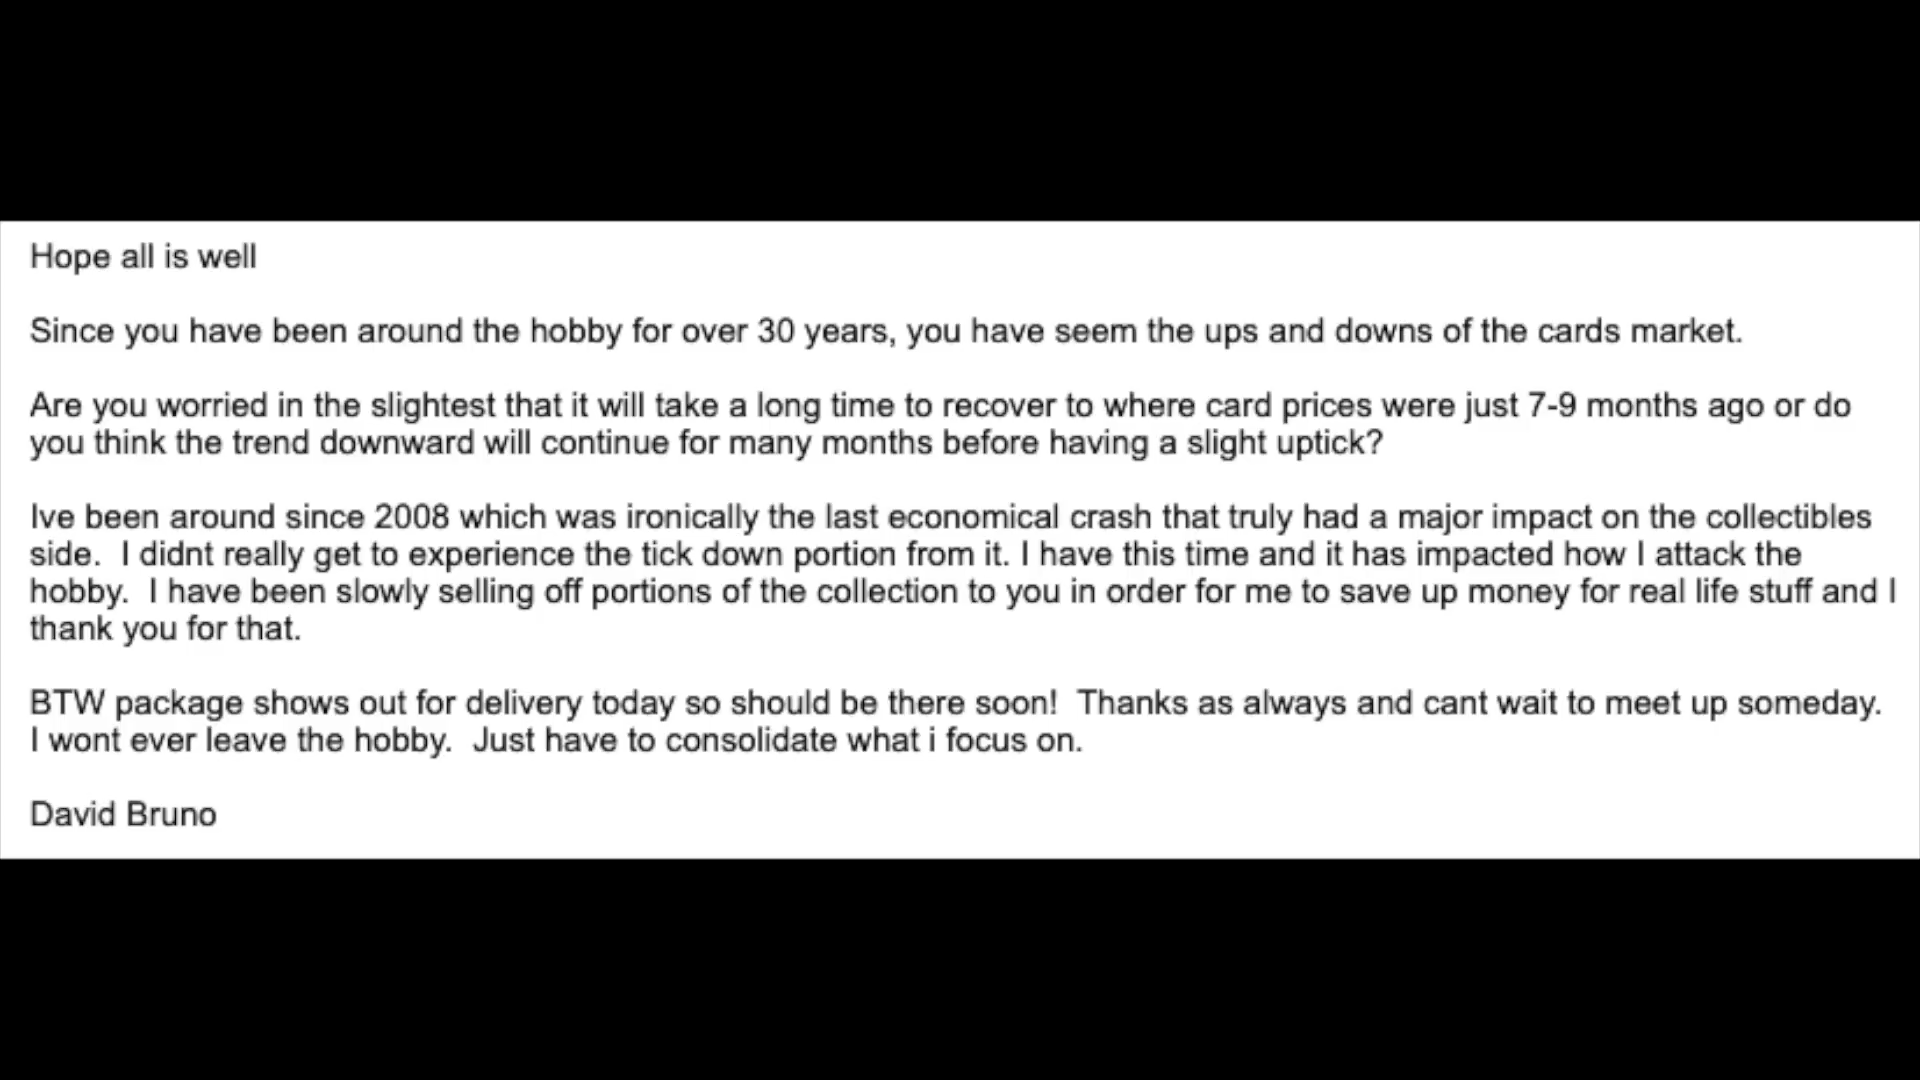 Hope all is well
Since you have been around the hobby for over 30 years, you have seem the ups and downs of the cards market.
Are you worried in the slightest that it will take a long time to recover to where card prices were just 7-9 months ago or do
you think the trend downward will continue for many months before having a slight uptick?
Ive been around since 2008 which was ironically the last economical crash that truly had a major impact on the collectibles
side.  I didnt really get to experience the tick down portion from it. I have this time and it has impacted how I attack the
hobby.  I have been slowly selling off portions of the collection to you in order for me to save up money for real life stuff and I
thank you for that.
BTW package shows out for delivery today so should be there soon!  Thanks as always and cant wait to meet up someday.
I wont ever leave the hobby.  Just have to consolidate what i focus on.
David Bruno